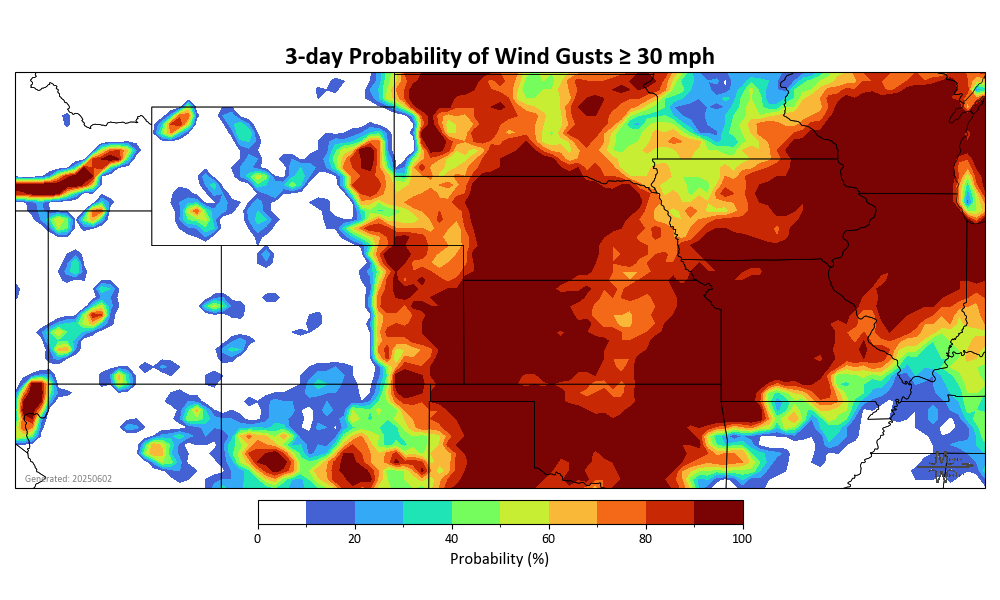 3-day Probability of Wind Gusts ≥ 30 mph
Generated: 20250602
0 20 40 60 80 100
Probability (%)